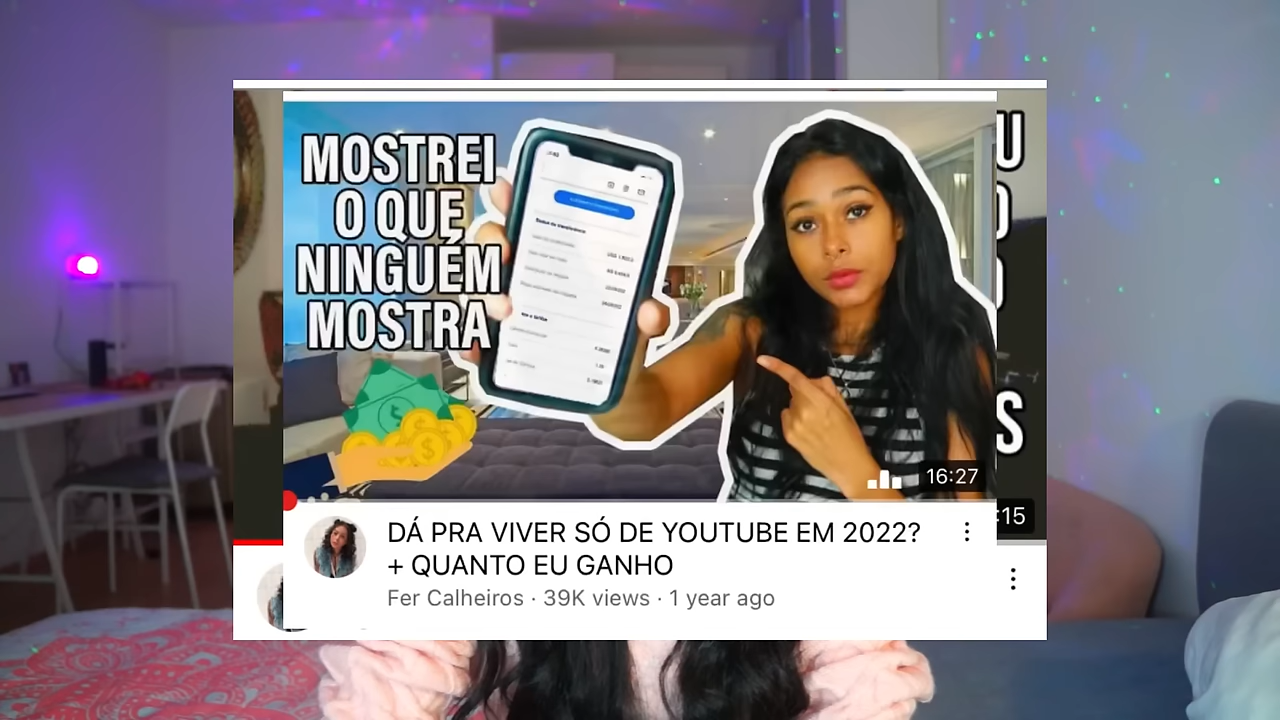 MOSTREI
O QUE
NINGUÉM
MOSTRA
16:27
:15
DÁ PRA VIVER SÓ DE YOUTUBE EM 2022?
+ QUANTO EU GANHO
Fer Calheiros · 39K views · 1 year ago